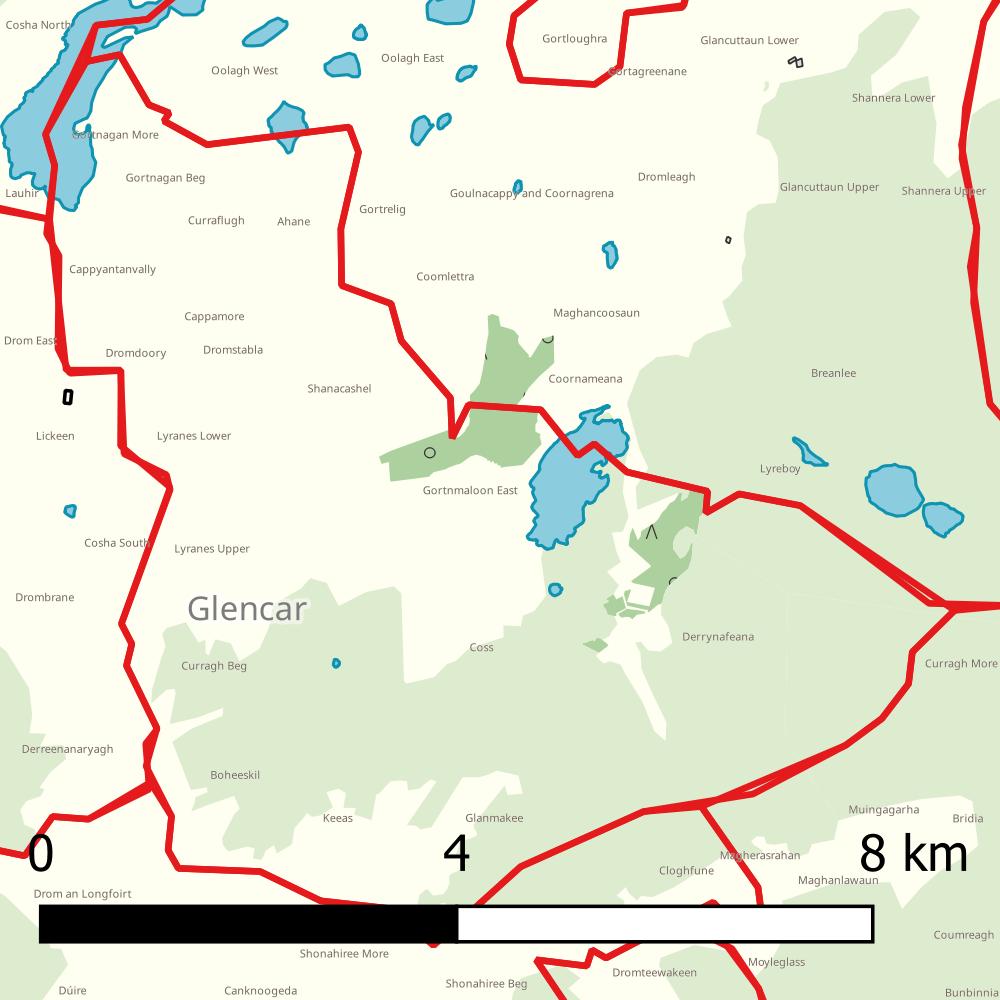 Cosha North
Gortloughra
Glancuttaun Lower
Oolagh East
Oolagh West
Gortagreenane
Shannera Lower
Gortnagan More
Gortnagan Beg
Dromleagh
Glancuttaun Upper
Shannera Upper
Lauhir
Goulnacappy and Coornagrena
Gortrelig
Curraflugh
Ahane
Cappyantanvally
Coomlettra
Cappamore
Maghancoosaun
Drom East
Dromdoory
Dromstabla
Breanlee
Coornameana
Shanacashel
Lickeen
Lyranes Lower
Lyreboy
Gortnmaloon East
Cosha South
Lyranes Upper
Drombrane
Glencar
Derrynafeana
Coss
Curragh Beg
Curragh More
Derreenanaryagh
Boheeskil
Muingagarha
Keeas
Glanmakee
Bridia
0
4
8 km
Magherasrahan
Cloghfune
Maghanlawaun
Drom an Longfoirt
Coumreagh
Shonahiree More
Moyleglass
Dromteewakeen
Shonahiree Beg
Dúire
Canknoogeda
Bunbinnia